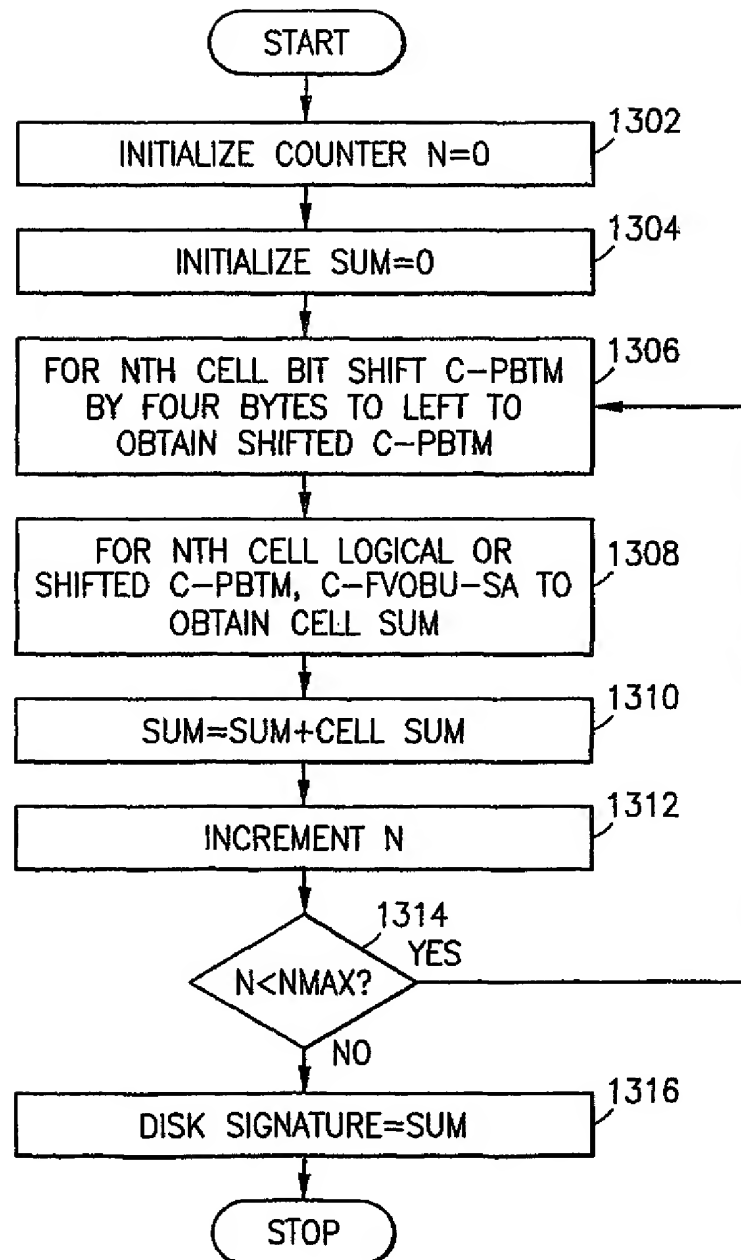 START
1302
INITIALIZE COUNTER N=0
1304
INITIALIZE SUM=0
1306
FOR NTH CELL BIT SHIFT C-PBTM
BY FOUR BYTES TO LEFT TO
OBTAIN SHIFTED C-PBTM
1308
FOR NTH CELL LOGICAL OR
SHIFTED C-PBTM, C-FVOBU-SA TO
OBTAIN CELL SUM
1310
SUM=SUM+CELL SUM
1312
INCREMENT N
1314
YES
N<NMAX?
NO
1316
DISK SIGNATURE=SUM
STOP